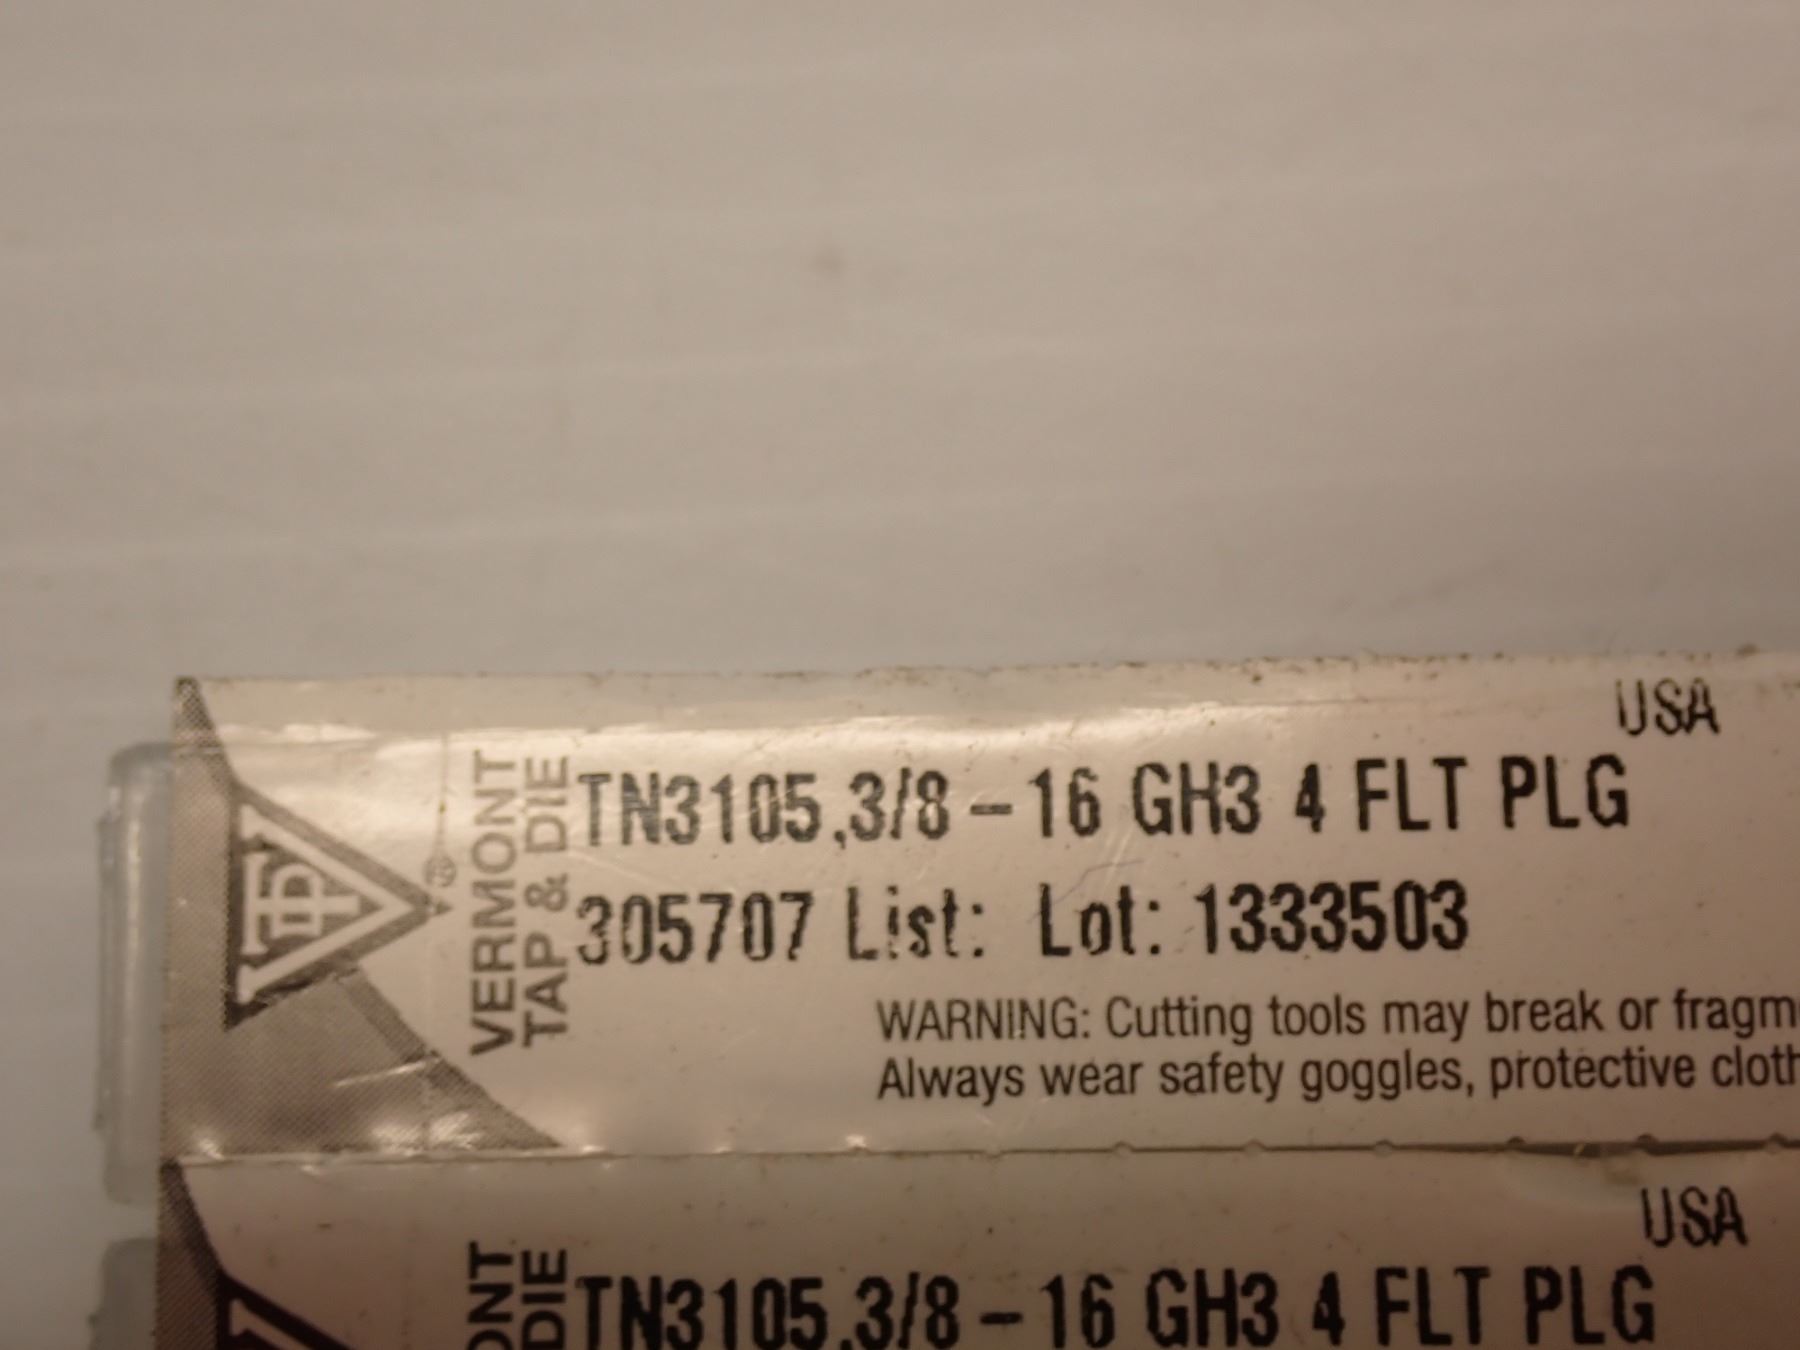 USA
VERMONT
TAP & DIE
TN3105,3/8-16 GH3 4 FLT PLG
305707 List: Lot: 1333503
WARNING: Cutting tools may break or fragm
Always wear safety goggles, protective cloth
USA
ONT
DIE
TN3105,3/8-16 GH3 4 FLT PLG